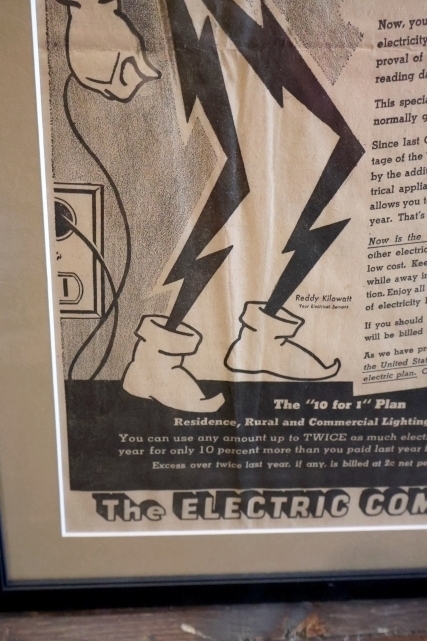 Now, you
electricity
proval of
reading da
This speci
normally 9
Since last
tage of the
by the addi
trical applia
allows you t
year. That's
Now is the
other electri
low cost. Kee
while away in
tion. Enjoy all
of electricity
If you should
will be billed
As we have pr
the United Stat
electric plan.
Reddy Kilowatt
Your Electrical Servant
The "10 for 1" Plan
Residence, Rural and Commercial Lighting
You can use any amount up to TWICE as much elect
year for only 10 percent more than you paid last year
Excess over twice last year, if any, is billed at 2c net pe
The ELECTRIC COM